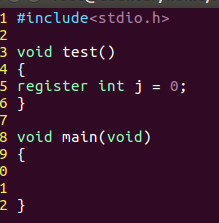 1 #include<stdio.h>
2
3 void test()
4 {
5 register int j = 0;
6 }
7
8 void main(void)
9 {
0
1
2 }